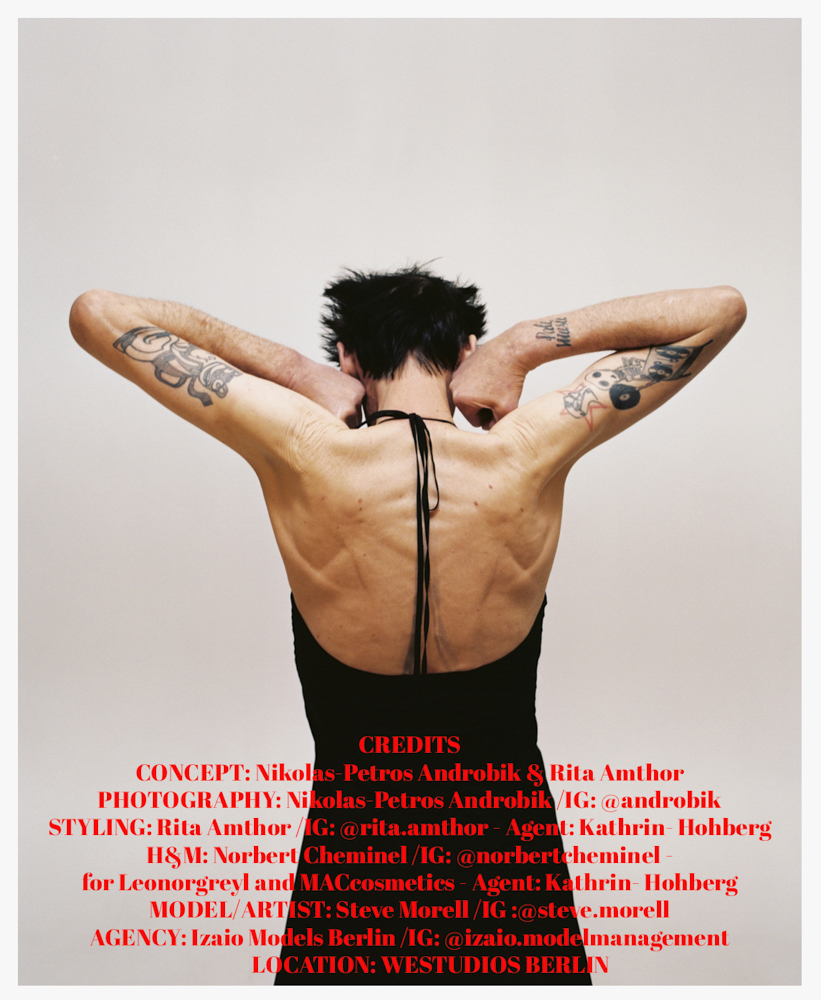 CREDITS
CONCEPT: Nikolas-Petros Androbik & Rita Amthor
PHOTOGRAPHY: Nikolas-Petros Androbik /IG: @androbik
STYLING: Rita Amthor /IG: @rita.amthor - Agent: Kathrin- Hohberg
H&M: Norbert Cheminel /IG: @norbertcheminel -
for Leonorgreyl and MACcosmetics - Agent: Kathrin- Hohberg
MODEL/ARTIST: Steve Morell /IG :@steve.morell
AGENCY: Izaio Models Berlin /IG: @izaio.modelmanagement
LOCATION: WESTUDIOS BERLIN